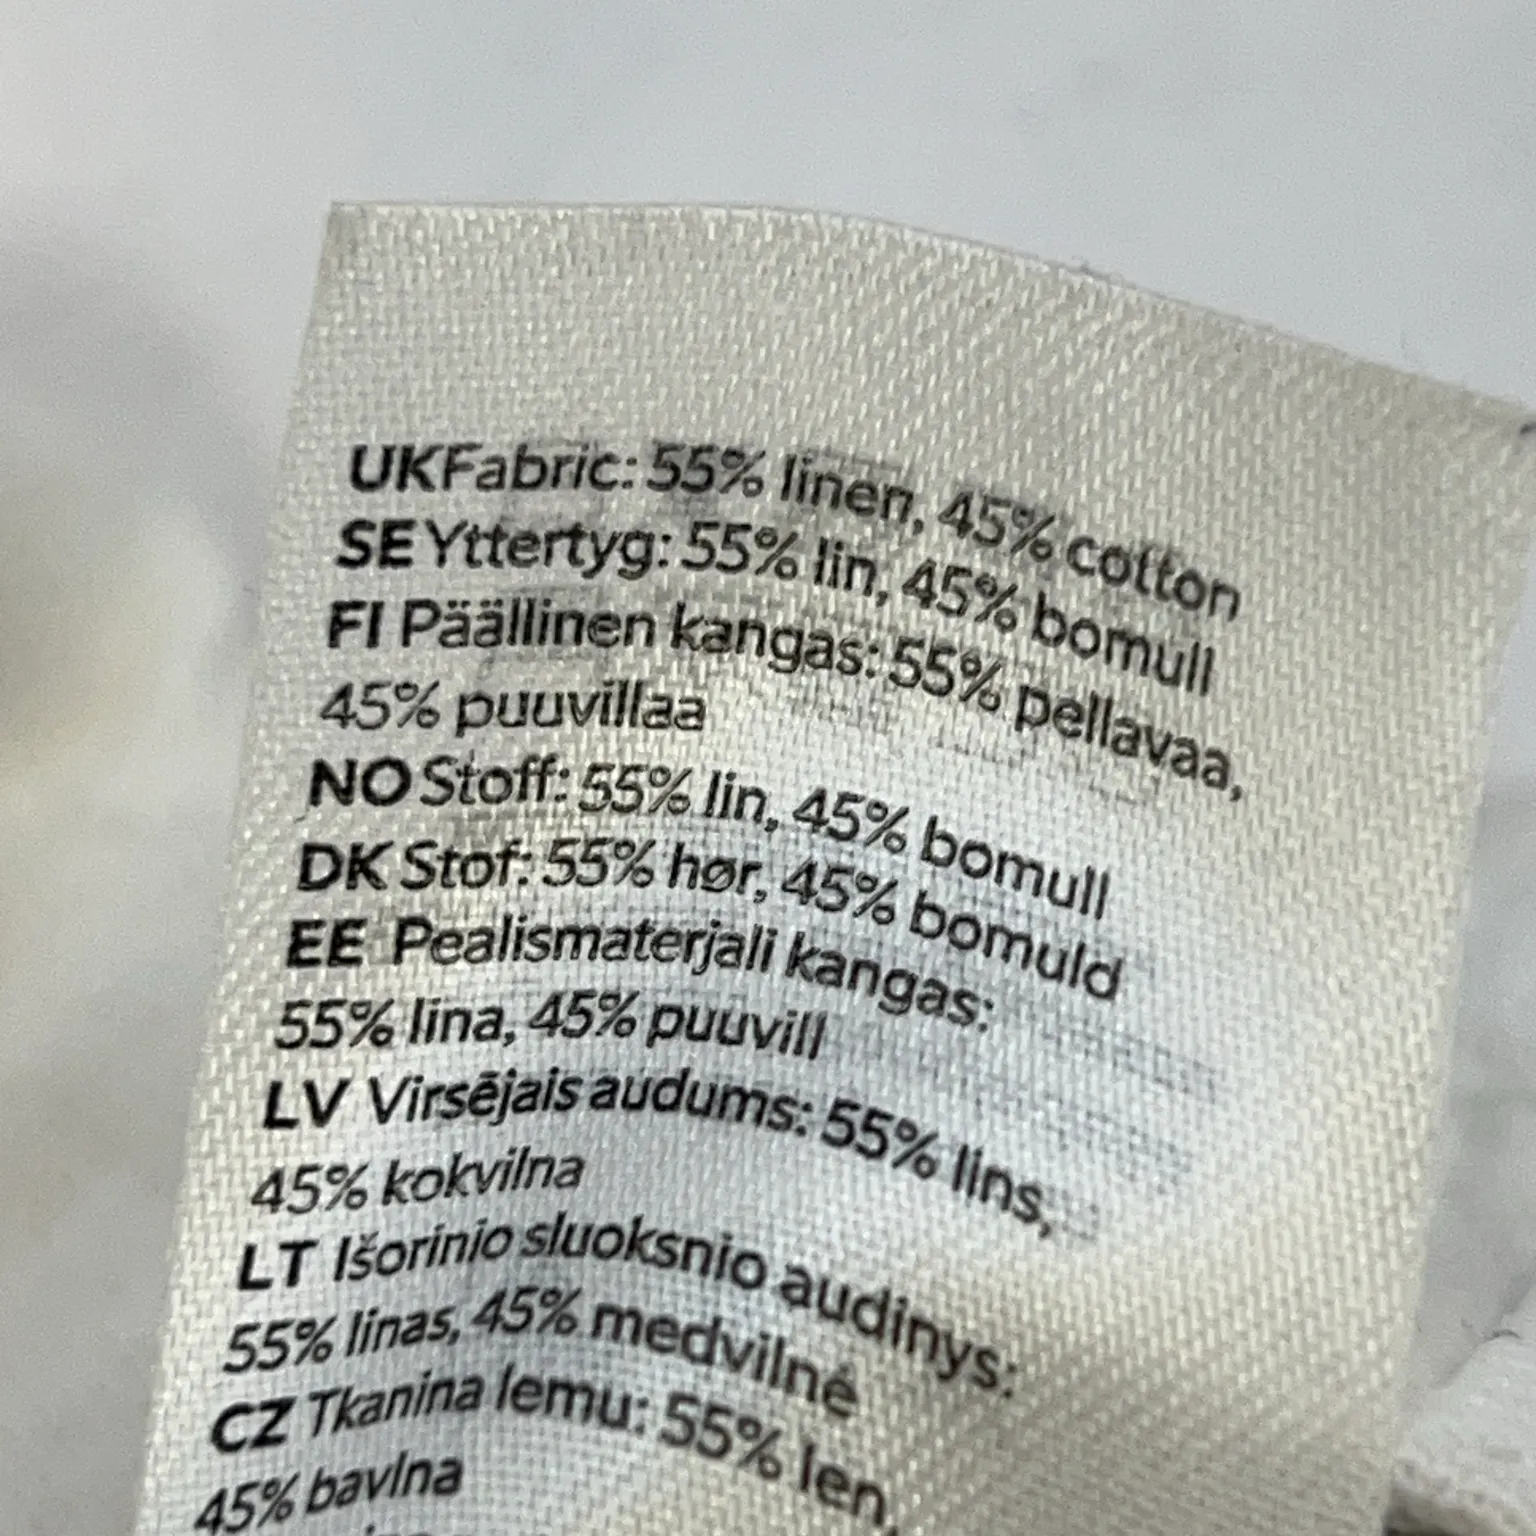 UK Fabric: 55% linen, 45% cotton
SE Yttertyg: 55% lin, 45% bomull
FI Päällinen kangas: 55% pellavaa,
45% puuvillaa
NO Stoff: 55% lin, 45% bomull
DK Stof: 55% hør, 45% bomuld
EE Pealismaterjali kangas:
55% lina, 45% puuvill
LV Virsējais audums: 55% lins,
45% kokvilna
LT Išorinio sluoksnio audinys:
55% linas, 45% medvilnė
CZ Tkanina lemu: 55% len,
45% bavlna